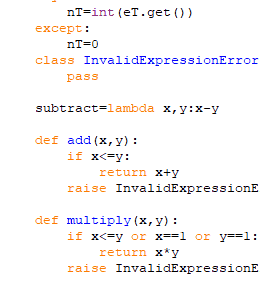 nT=int(eT.get())
except:
nT=0
class InvalidExpressionError
pass
subtract=lambda x,y:x-y
def add(x,y):
if x<=y:
return x+y
raise InvalidExpressionE
def multiply(x,y):
if x<=y or x==1 or y==1:
return x*y
raise InvalidExpressionE